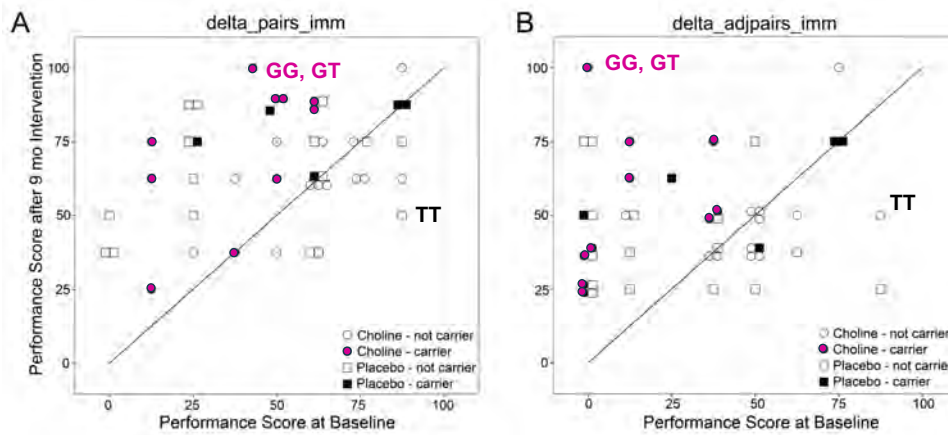 A
delta_pairs_imm
Performance Score after 9 mo Intervention
100
75
50
25
0
GG, GT
TT
Choline - not carrier
Choline - carrier
Placebo - not carrier
Placebo - carrier
0 25 50 75 100
Performance Score at Baseline
B
delta_adjpairs_imm
100
75
50
25
0
GG, GT
TT
Choline - not carrier
Choline - carrier
Placebo - not carrier
Placebo - carrier
0 25 50 75 100
Performance Score at Baseline